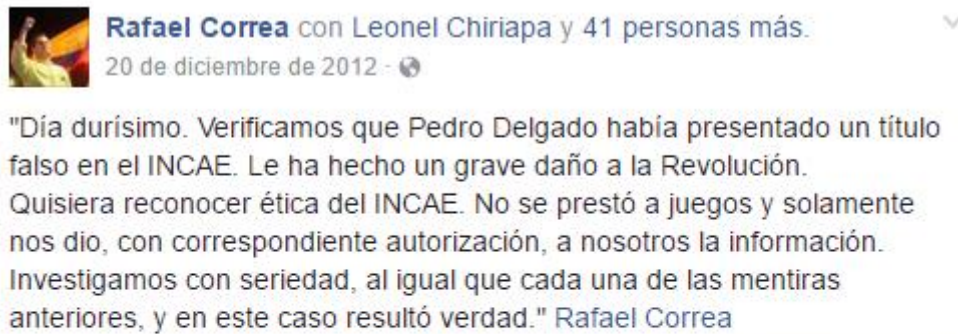 Rafael Correa con Leonel Chiriapa y 41 personas más.
20 de diciembre de 2012 ·
"Día durísimo. Verificamos que Pedro Delgado había presentado un título
falso en el INCAE. Le ha hecho un grave daño a la Revolución.
Quisiera reconocer ética del INCAE. No se prestó a juegos y solamente
nos dio, con correspondiente autorización, a nosotros la información.
Investigamos con seriedad, al igual que cada una de las mentiras
anteriores, y en este caso resultó verdad." Rafael Correa